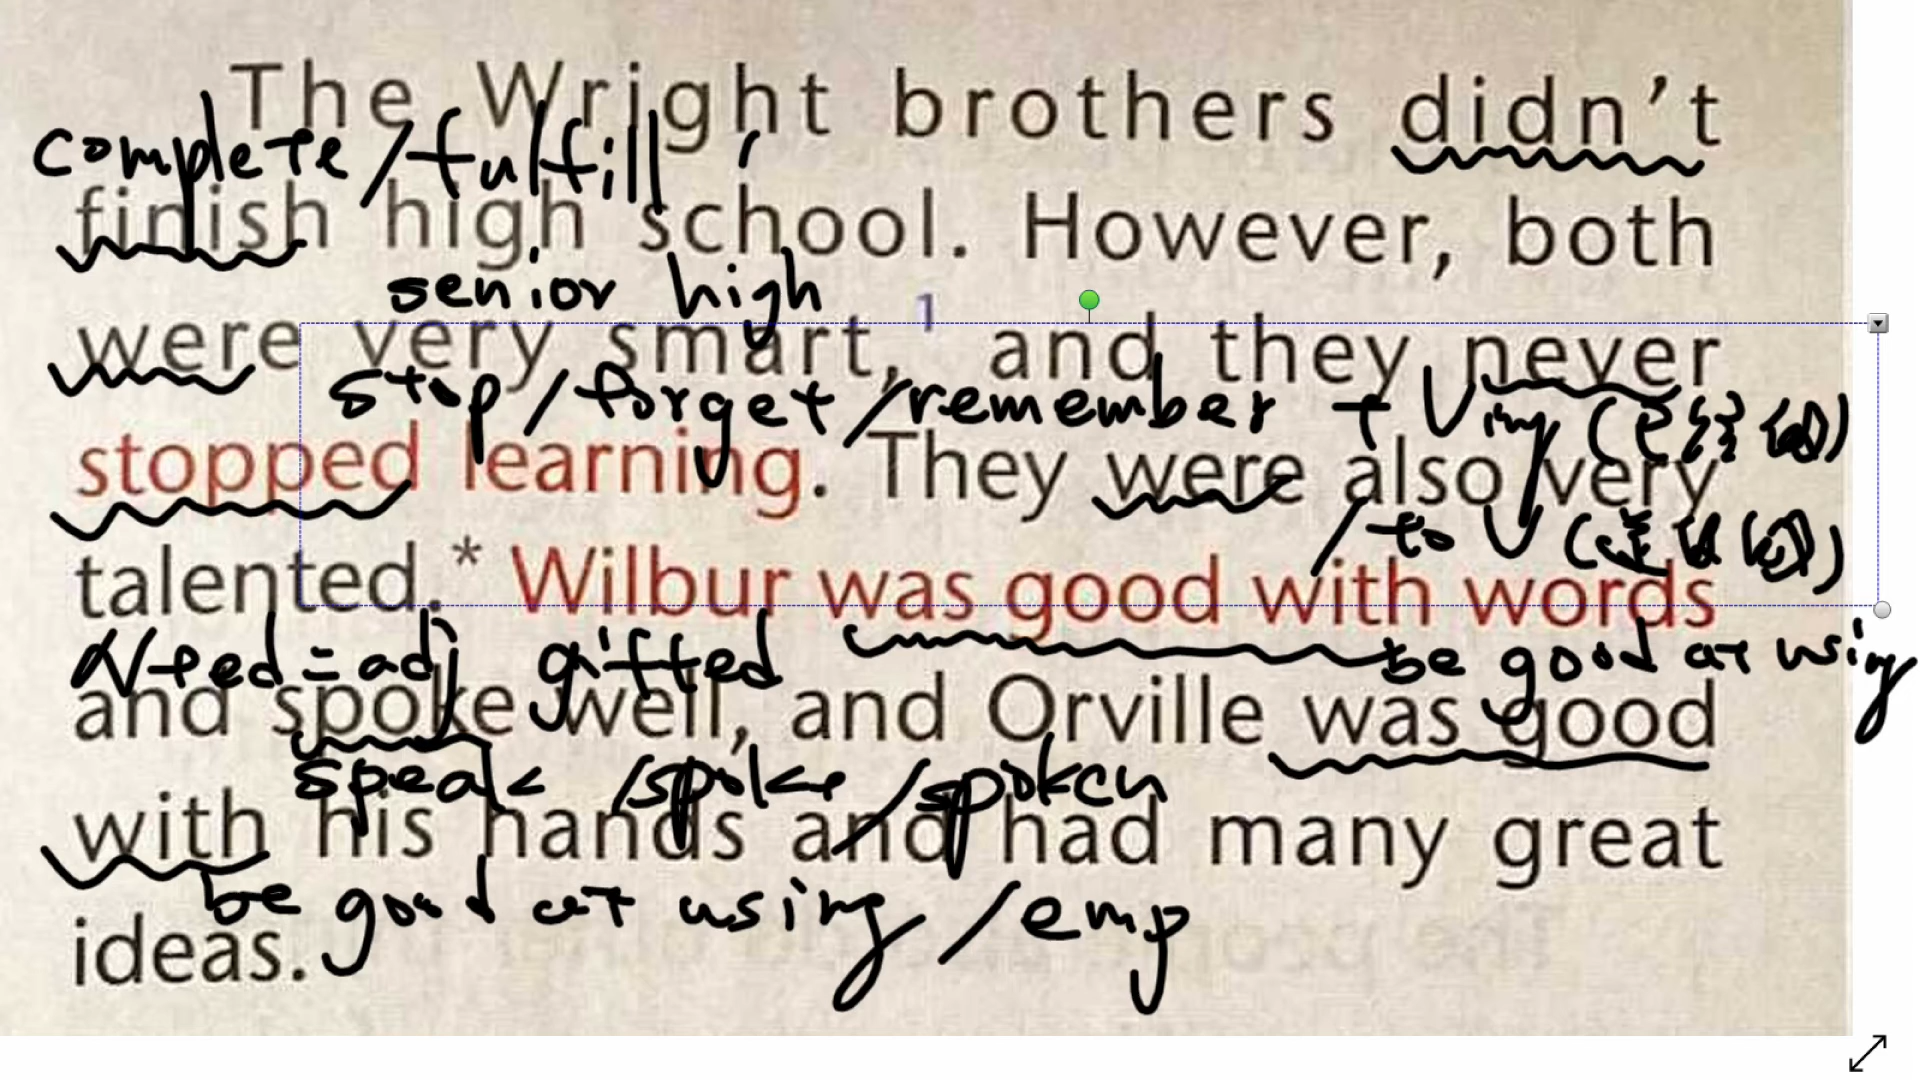 The Wright brothers didn't
complete / fulfill
finish high school. However, both
senior high
were very smart,¹ and they never
stop / forget / remember + Ving
stopped learning. They were also very
/ to V
talented.* Wilbur was good with words
N+ed = adj gifted be good at using
and spoke well, and Orville was good
speak / spoke / spoken
with his hands and had many great
be good at using / emp
ideas.